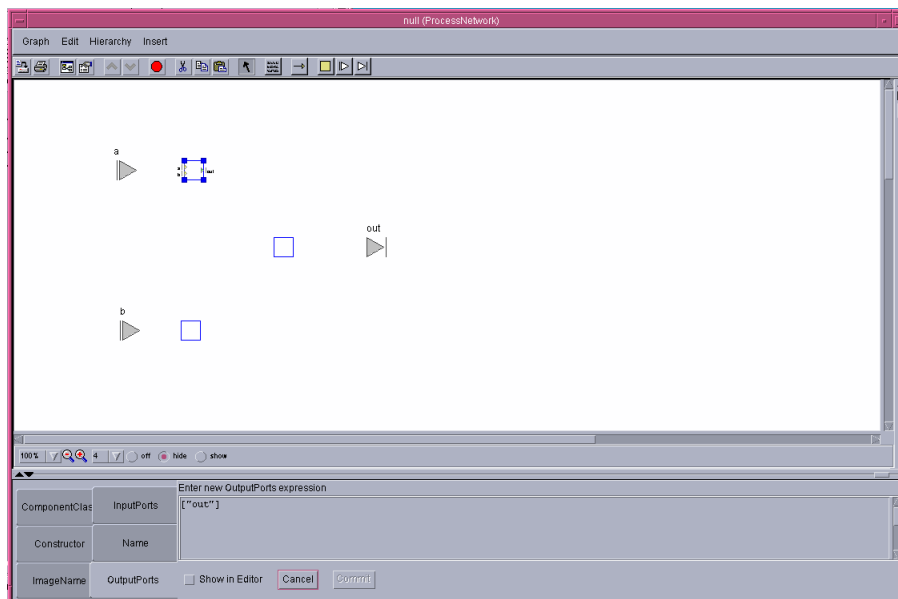 null (ProcessNetwork)
Graph Edit Hierarchy Insert
a
a
b
out
out
b
100% 4 off hide show
Enter new OutputPorts expression
["out"]
ComponentClas InputPorts
Constructor Name
ImageName OutputPorts
Show in Editor Cancel Commit